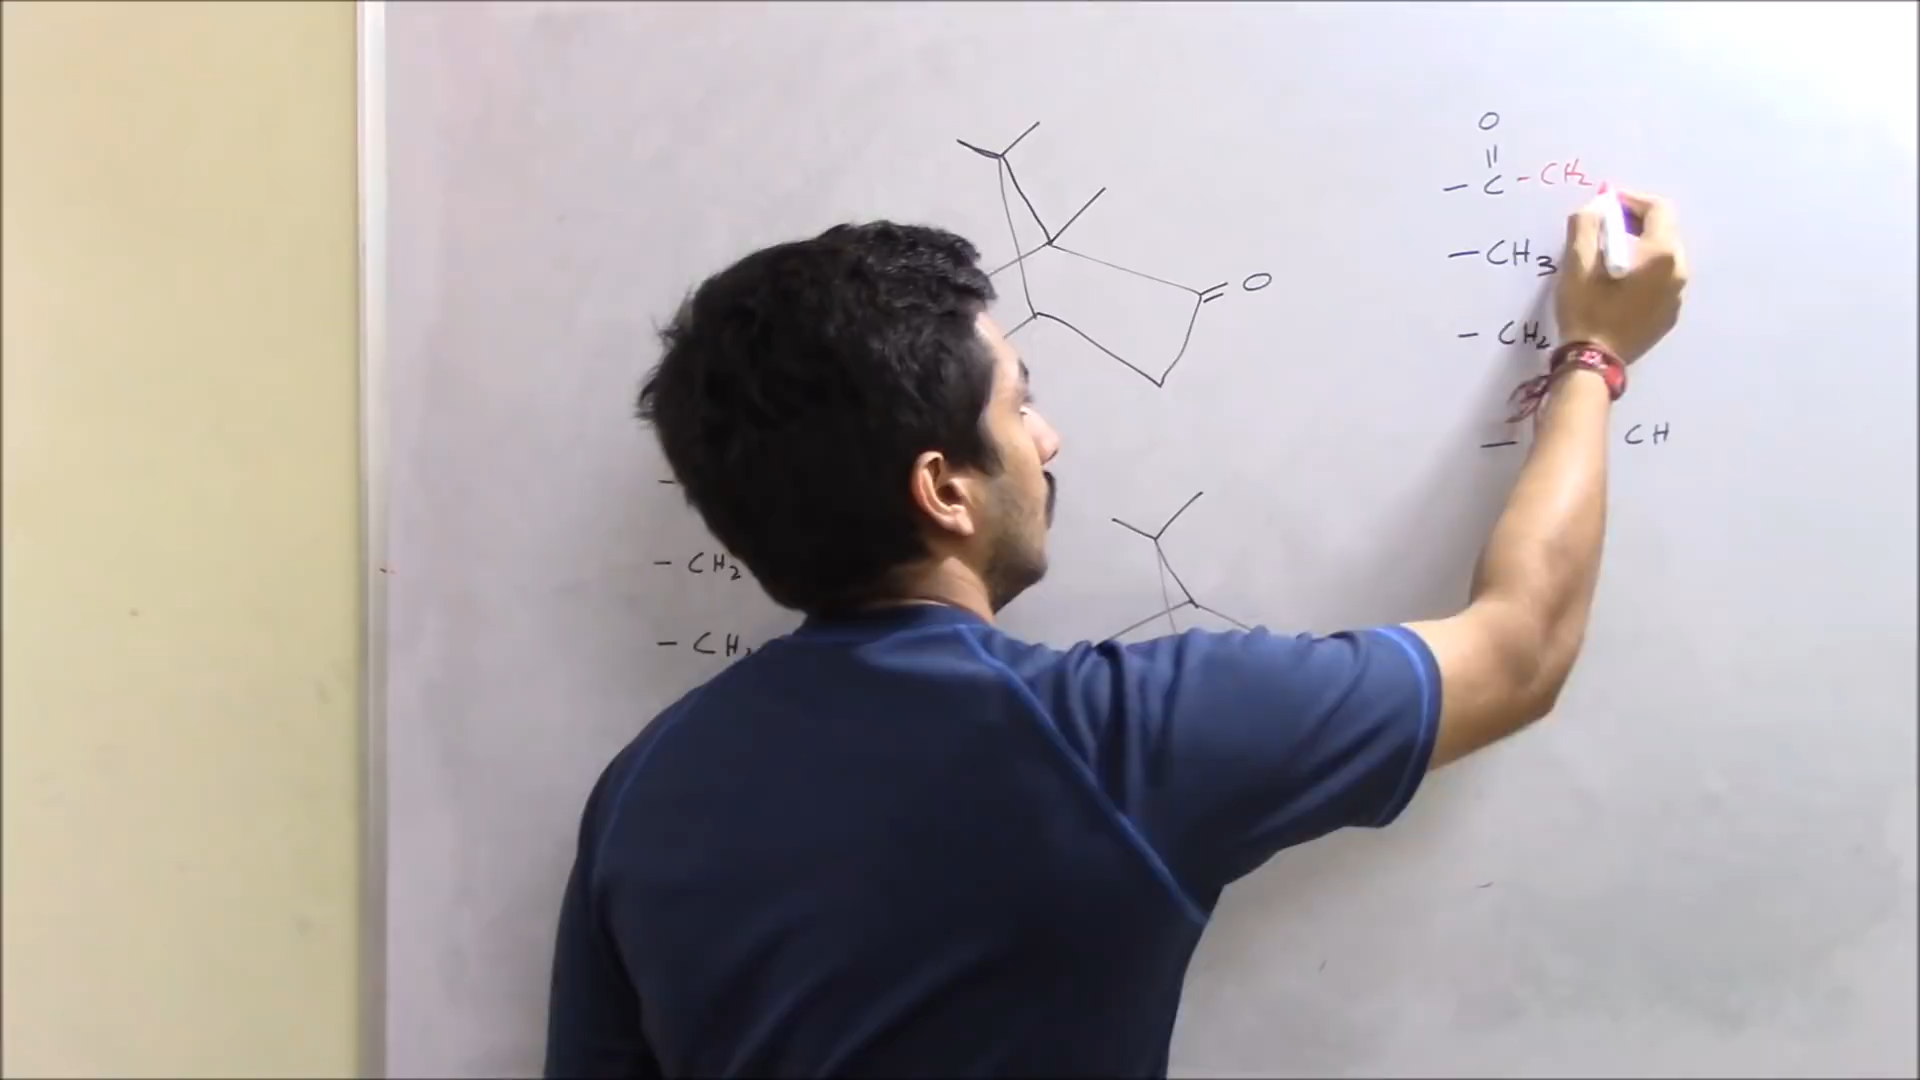 O
||
- C - CH2
- CH3
O
- CH2
- CH
-
- CH2
- CH2